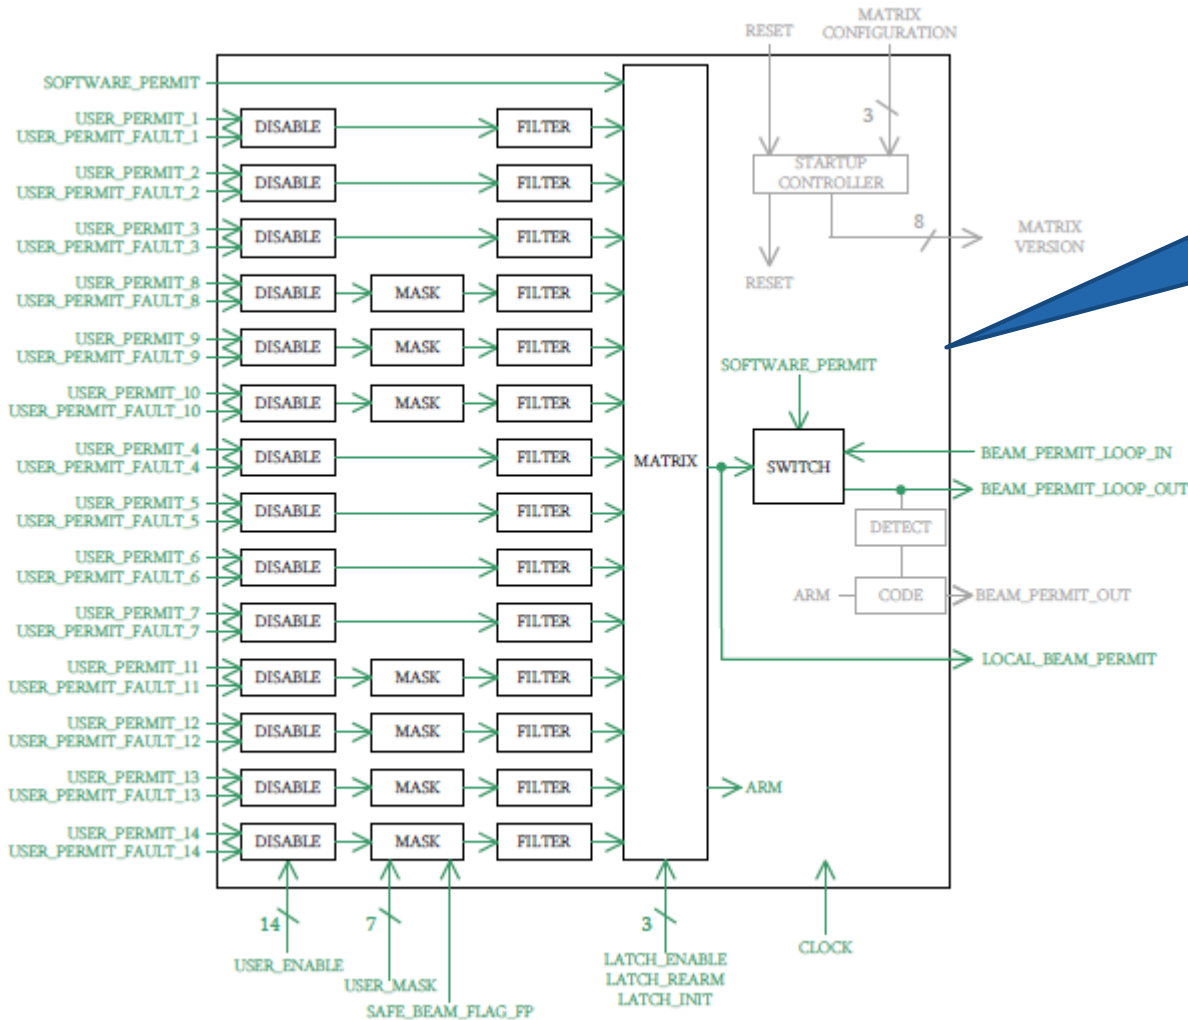 RESET
MATRIX
CONFIGURATION
SOFTWARE_PERMIT
USER_PERMIT_1
USER_PERMIT_FAULT_1
DISABLE
FILTER
3
STARTUP
CONTROLLER
USER_PERMIT_2
USER_PERMIT_FAULT_2
DISABLE
FILTER
USER_PERMIT_3
USER_PERMIT_FAULT_3
DISABLE
FILTER
8
MATRIX
VERSION
RESET
USER_PERMIT_8
USER_PERMIT_FAULT_8
DISABLE
MASK
FILTER
USER_PERMIT_9
USER_PERMIT_FAULT_9
DISABLE
MASK
FILTER
SOFTWARE_PERMIT
USER_PERMIT_10
USER_PERMIT_FAULT_10
DISABLE
MASK
FILTER
USER_PERMIT_4
USER_PERMIT_FAULT_4
DISABLE
FILTER
MATRIX
SWITCH
BEAM_PERMIT_LOOP_IN
BEAM_PERMIT_LOOP_OUT
USER_PERMIT_5
USER_PERMIT_FAULT_5
DISABLE
FILTER
DETECT
USER_PERMIT_6
USER_PERMIT_FAULT_6
DISABLE
FILTER
ARM
CODE
BEAM_PERMIT_OUT
USER_PERMIT_7
USER_PERMIT_FAULT_7
DISABLE
FILTER
LOCAL_BEAM_PERMIT
USER_PERMIT_11
USER_PERMIT_FAULT_11
DISABLE
MASK
FILTER
USER_PERMIT_12
USER_PERMIT_FAULT_12
DISABLE
MASK
FILTER
USER_PERMIT_13
USER_PERMIT_FAULT_13
DISABLE
MASK
FILTER
ARM
USER_PERMIT_14
USER_PERMIT_FAULT_14
DISABLE
MASK
FILTER
14
7
3
USER_ENABLE
USER_MASK
SAFE_BEAM_FLAG_FP
LATCH_ENABLE
LATCH_REARM
LATCH_INIT
CLOCK